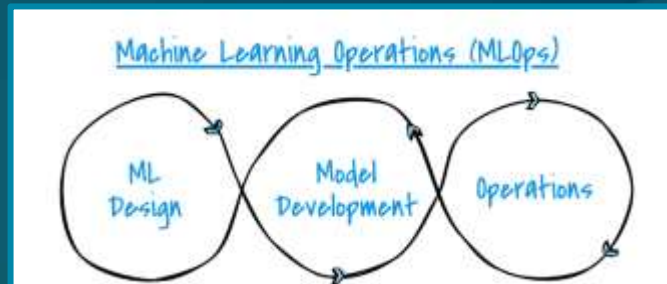 Machine Learning Operations (MLOps)
ML
Design
Model
Development
Operations